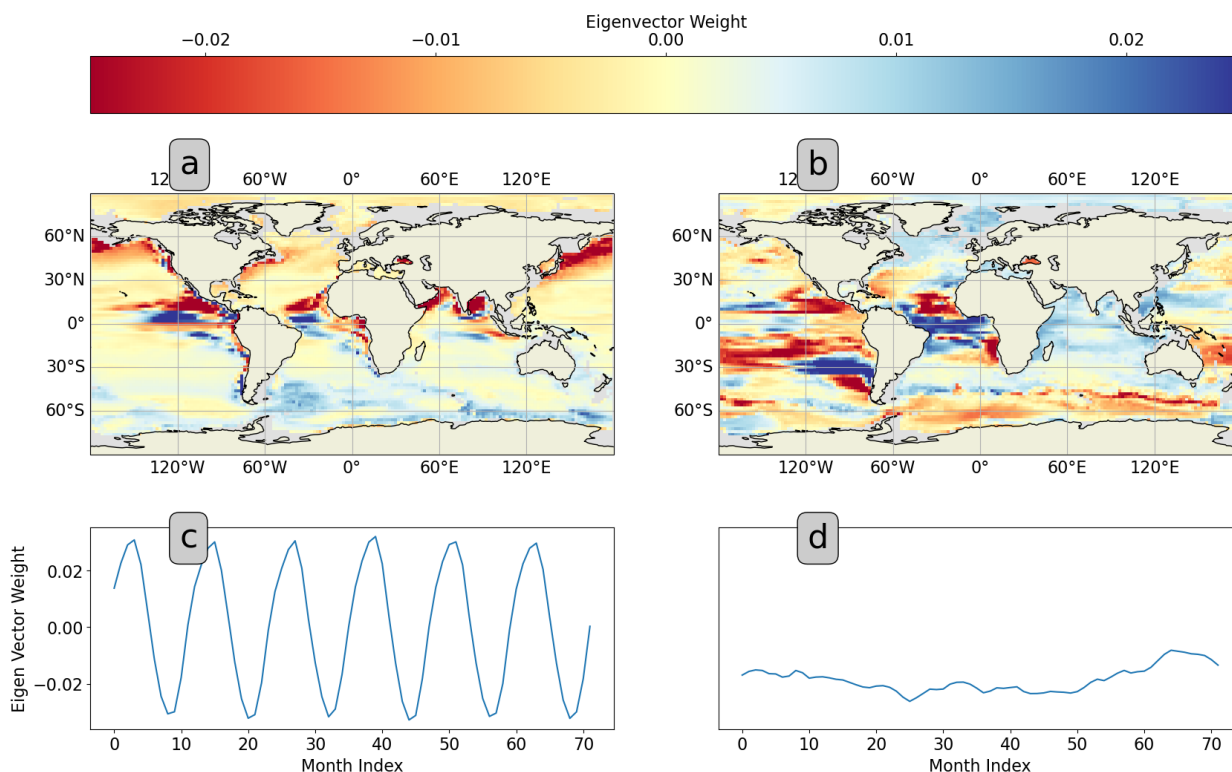 Eigenvector Weight
−0.02 −0.01 0.00 0.01 0.02
a b
60°W 0° 60°E 120°E 60°W 0° 60°E 120°E
60°N 60°N
30°N 30°N
0° 0°
30°S 30°S
60°S 60°S
120°W 60°W 0° 60°E 120°E 120°W 60°W 0° 60°E 120°E
c d
Eigen Vector Weight
0.02
0.00
−0.02
0 10 20 30 40 50 60 70 0 10 20 30 40 50 60 70
Month Index Month Index